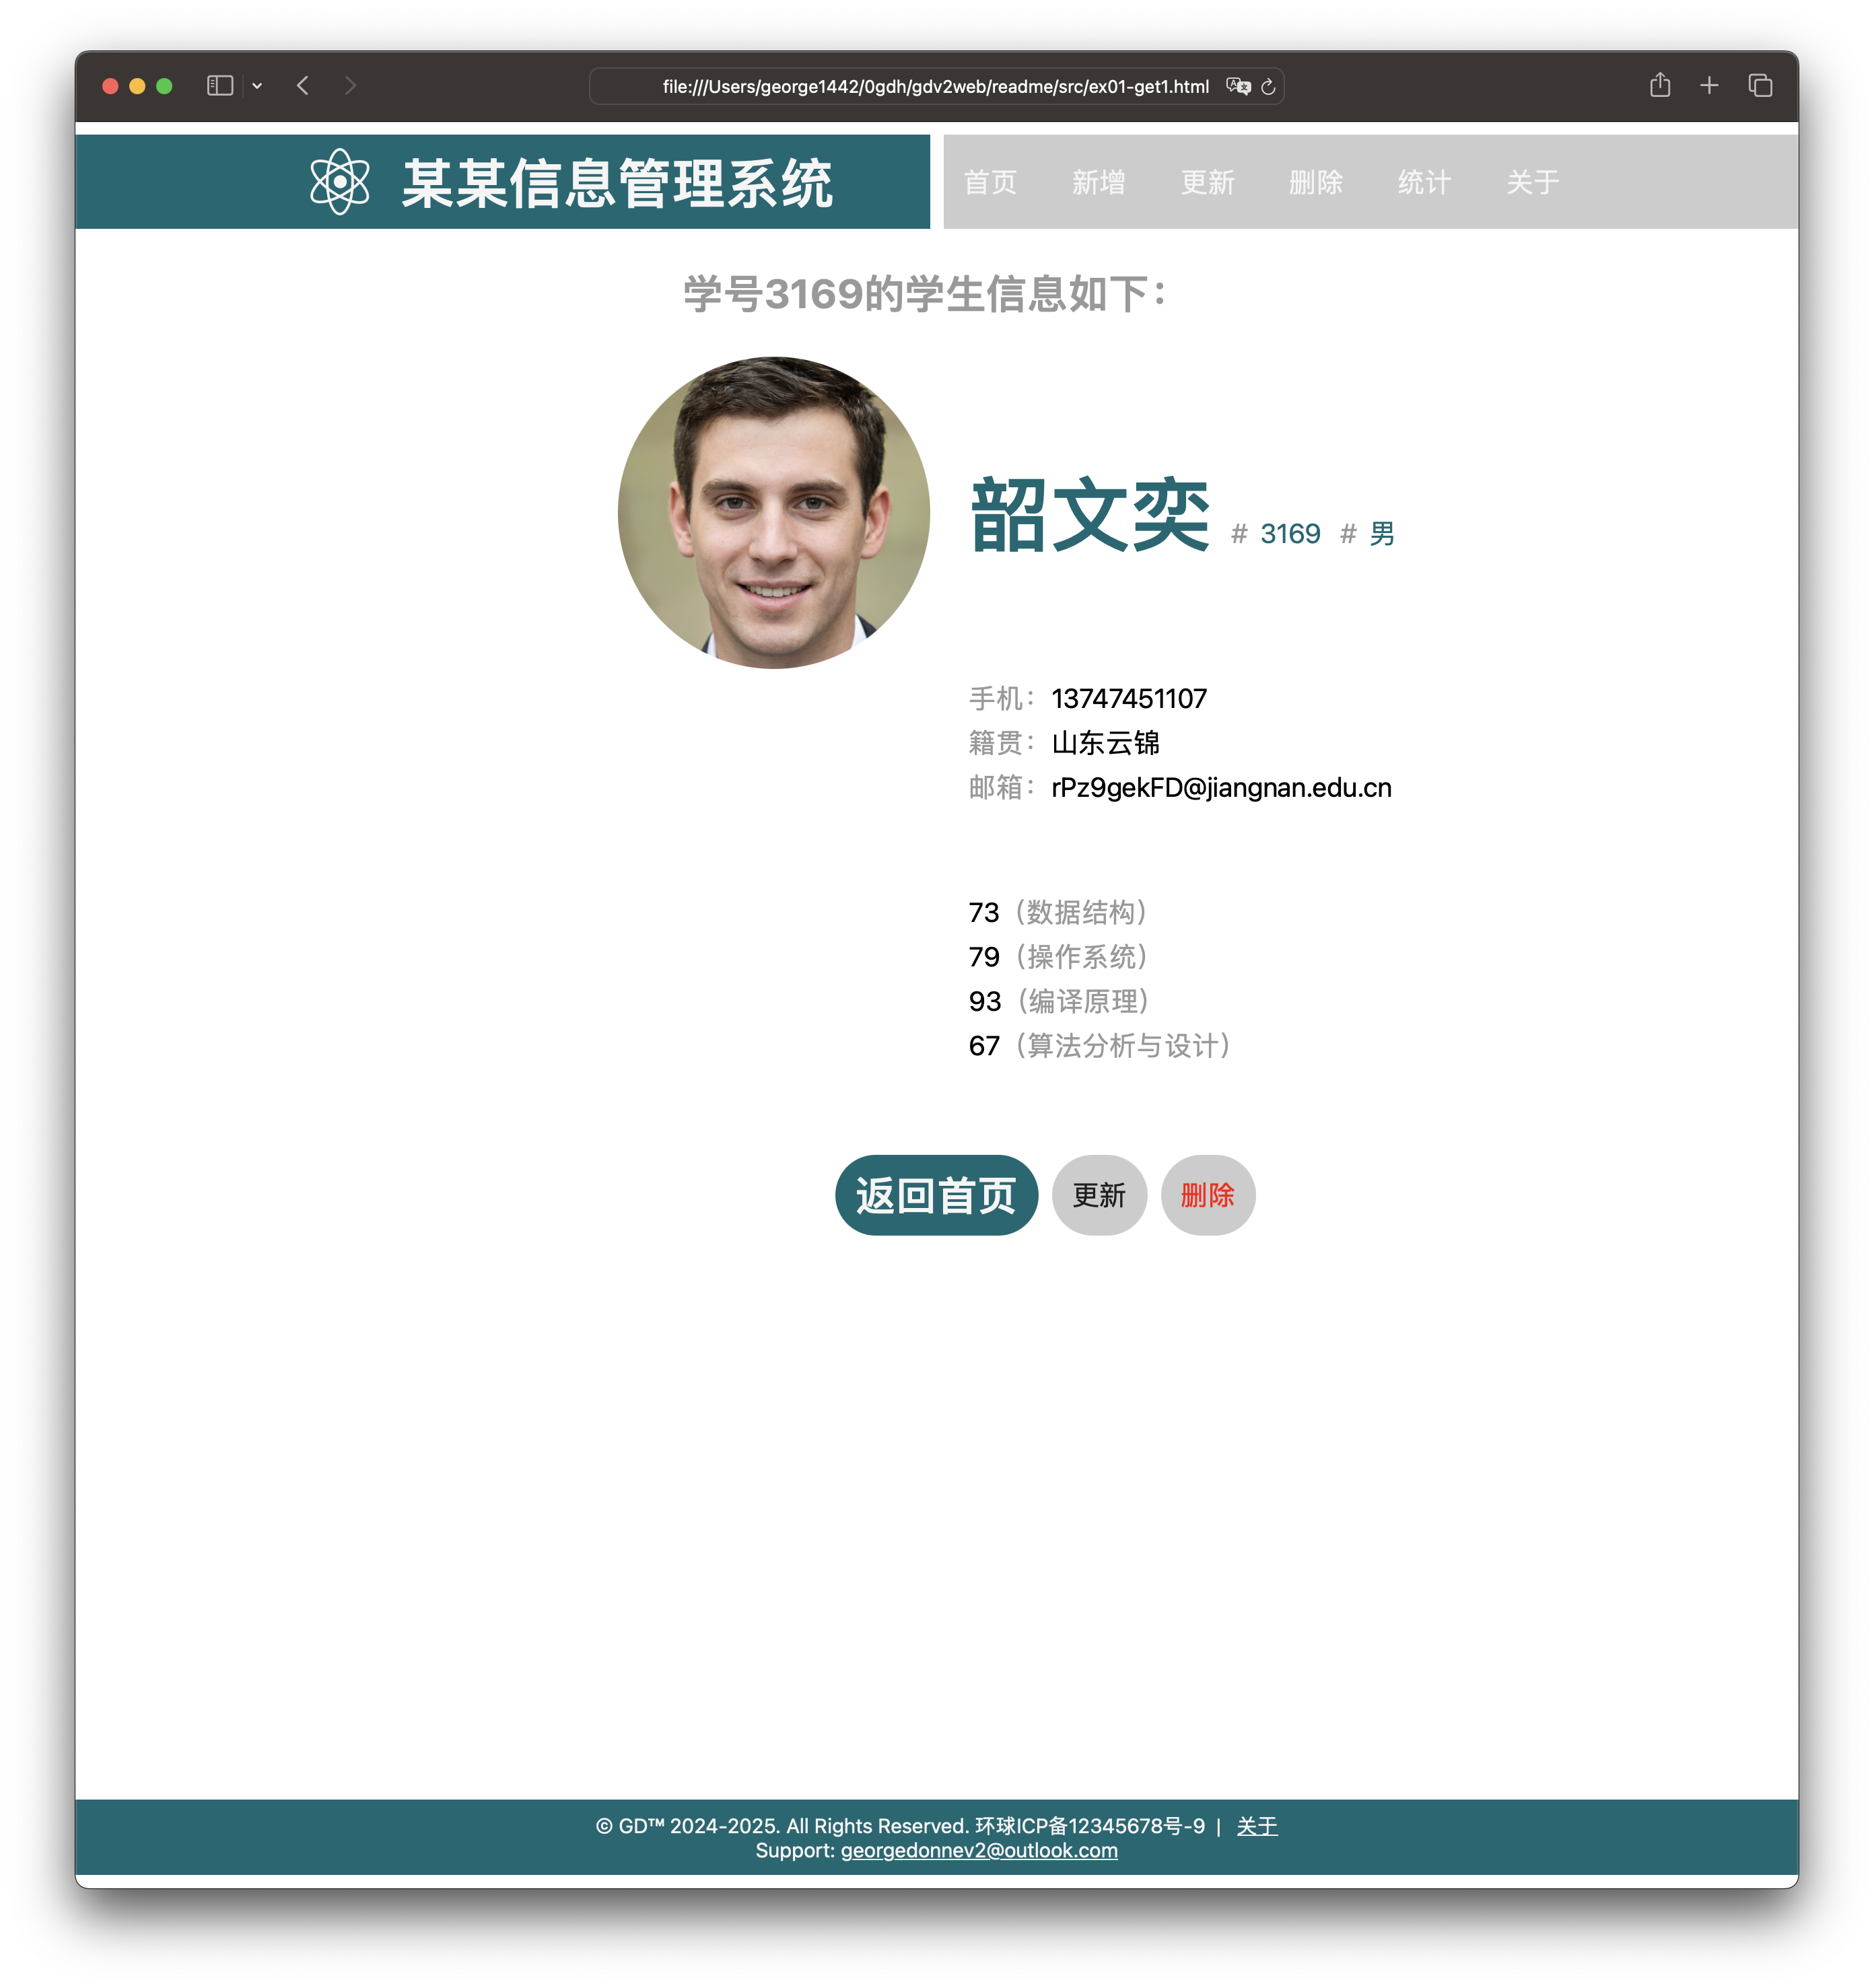 file:///Users/george1442/0gdh/gdv2web/readme/src/ex01-get1.html
某某信息管理系统
首页 新增 更新 删除 统计 关于
学号3169的学生信息如下：
韶文奕 # 3169 # 男
手机：13747451107
籍贯：山东云锦
邮箱：rPz9gekFD@jiangnan.edu.cn
73（数据结构）
79（操作系统）
93（编译原理）
67（算法分析与设计）
返回首页 更新 删除
© GD™ 2024-2025. All Rights Reserved. 环球ICP备12345678号-9 | 关于
Support: georgedonnev2@outlook.com